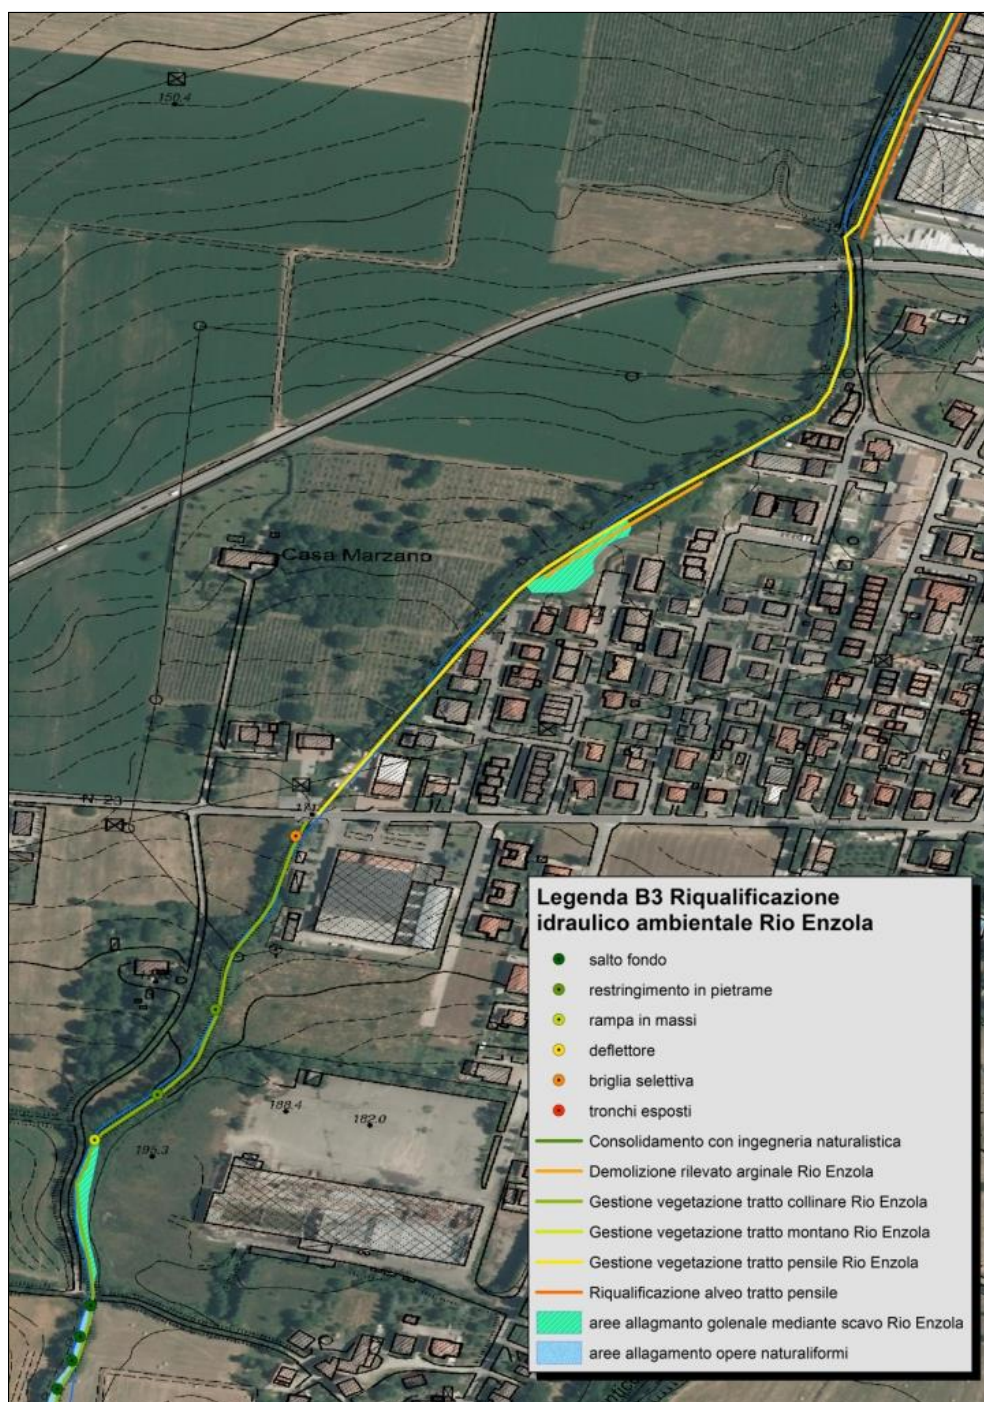 150.4
Casa Marzano
N 23
188.4
182.0
195.3
Legenda B3 Riqualificazione
idraulico ambientale Rio Enzola
salto fondo
restringimento in pietrame
rampa in massi
deflettore
briglia selettiva
tronchi esposti
Consolidamento con ingegneria naturalistica
Demolizione rilevato arginale Rio Enzola
Gestione vegetazione tratto collinare Rio Enzola
Gestione vegetazione tratto montano Rio Enzola
Gestione vegetazione tratto pensile Rio Enzola
Riqualificazione alveo tratto pensile
aree allagmanto golenale mediante scavo Rio Enzola
aree allagamento opere naturaliformi